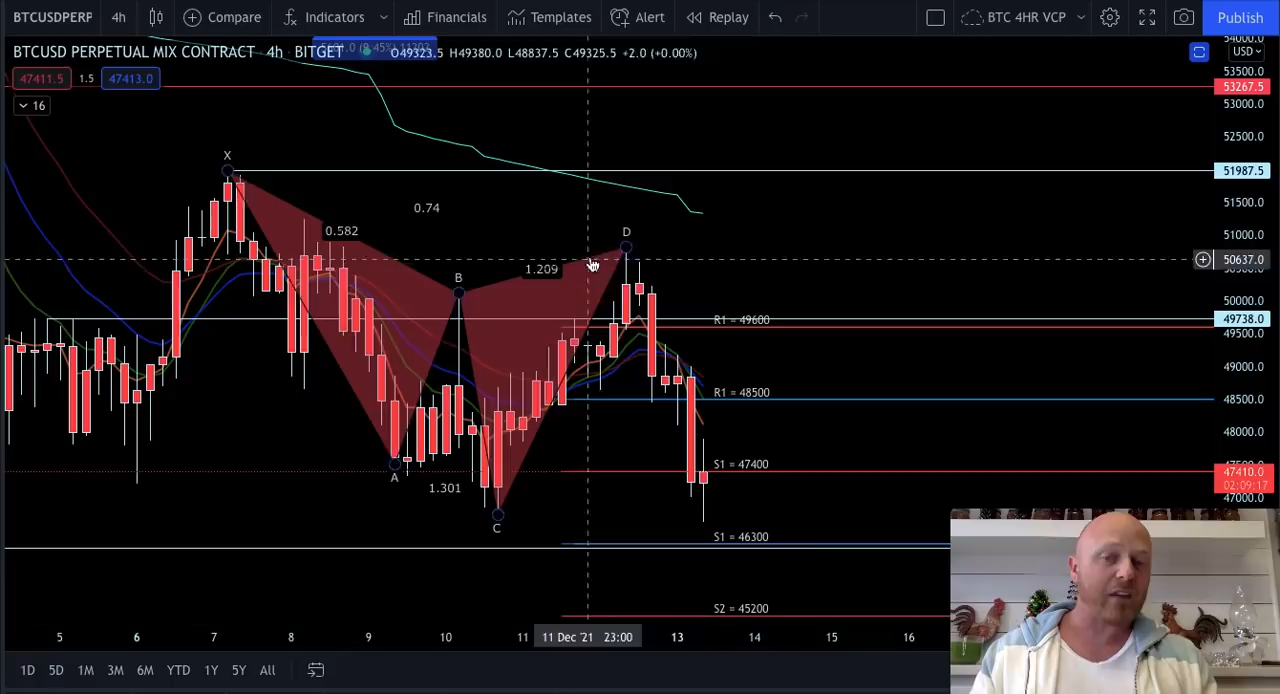 BTCUSDPERP 4h Compare Indicators Financials Templates Alert Replay BTC 4HR VCP Publish
BTCUSD PERPETUAL MIX CONTRACT · 4h · BITGET O49323.5 H49380.0 L48837.5 C49325.5 +2.0 (+0.00%)
USD
47411.5 1.5 47413.0
16
54000.0
53500.0
53267.5
53000.0
52500.0
51987.5
51500.0
51000.0
50637.0
50000.0
49738.0
49500.0
49000.0
48500.0
48000.0
47410.0
02:09:17
47000.0
X
0.74
0.582
D
B
1.209
R1 = 49600
R1 = 48500
S1 = 47400
A
1.301
C
S1 = 46300
S2 = 45200
5 6 7 8 9 10 11 11 Dec '21 23:00 13 14 15 16
1D 5D 1M 3M 6M YTD 1Y 5Y All